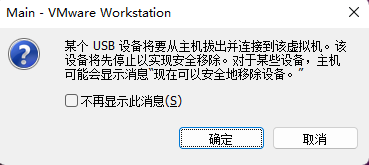 Main - VMware Workstation
某个 USB 设备将要从主机拔出并连接到该虚拟机。该
设备将先停止以实现安全移除。对于某些设备，主机
可能会显示消息“现在可以安全地移除设备。”
不再显示此消息(S)
确定
取消